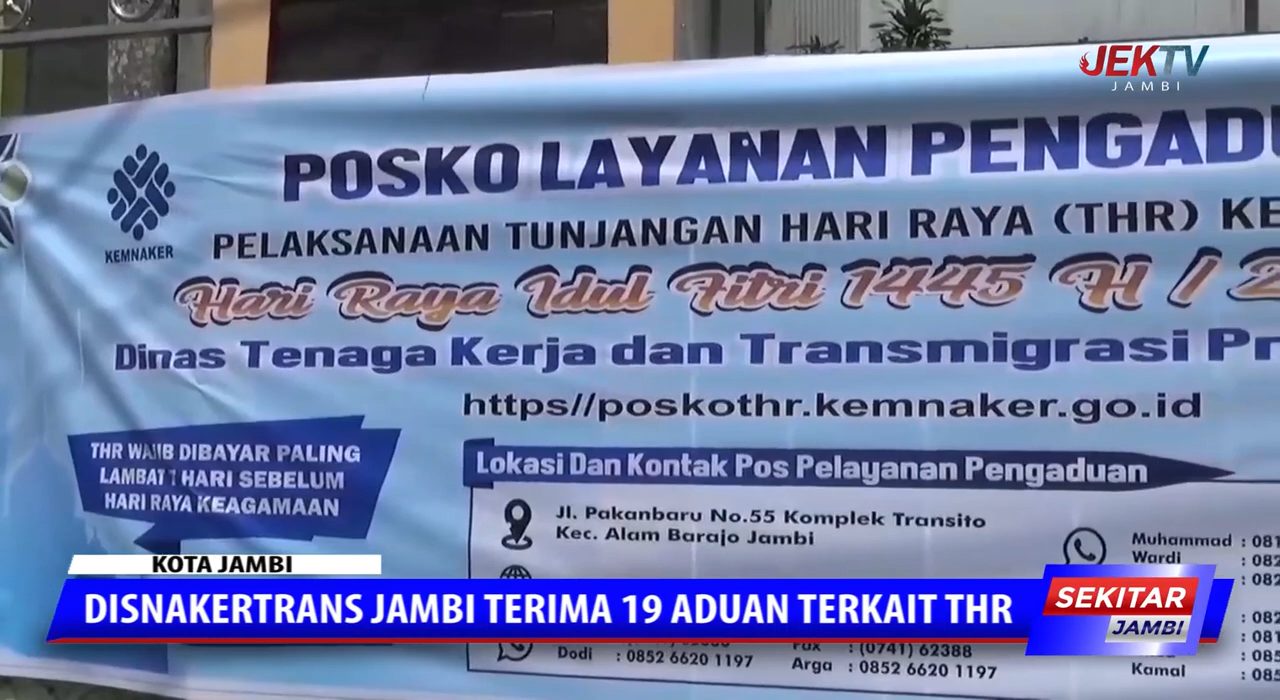 JEKTV
JAMBI
POSKO LAYANAN PENGADU
KEMNAKER
PELAKSANAAN TUNJANGAN HARI RAYA (THR) KE
Hari Raya Idul Fitri 1445 H / 2
Dinas Tenaga Kerja dan Transmigrasi Pr
https//poskothr.kemnaker.go.id
THR WAJIB DIBAYAR PALING
LAMBAT 7 HARI SEBELUM
HARI RAYA KEAGAMAAN
Lokasi Dan Kontak Pos Pelayanan Pengaduan
Jl. Pakanbaru No.55 Komplek Transito
Kec. Alam Barajo Jambi
Muhammad : 081
Wardi : 082
: 082
KOTA JAMBI
DISNAKERTRANS JAMBI TERIMA 19 ADUAN TERKAIT THR
SEKITAR
JAMBI
Dodi : 0852 6620 1197
Fax : (0741) 62388
Arga : 0852 6620 1197
: 082
: 081
: 085
Kamal : 085